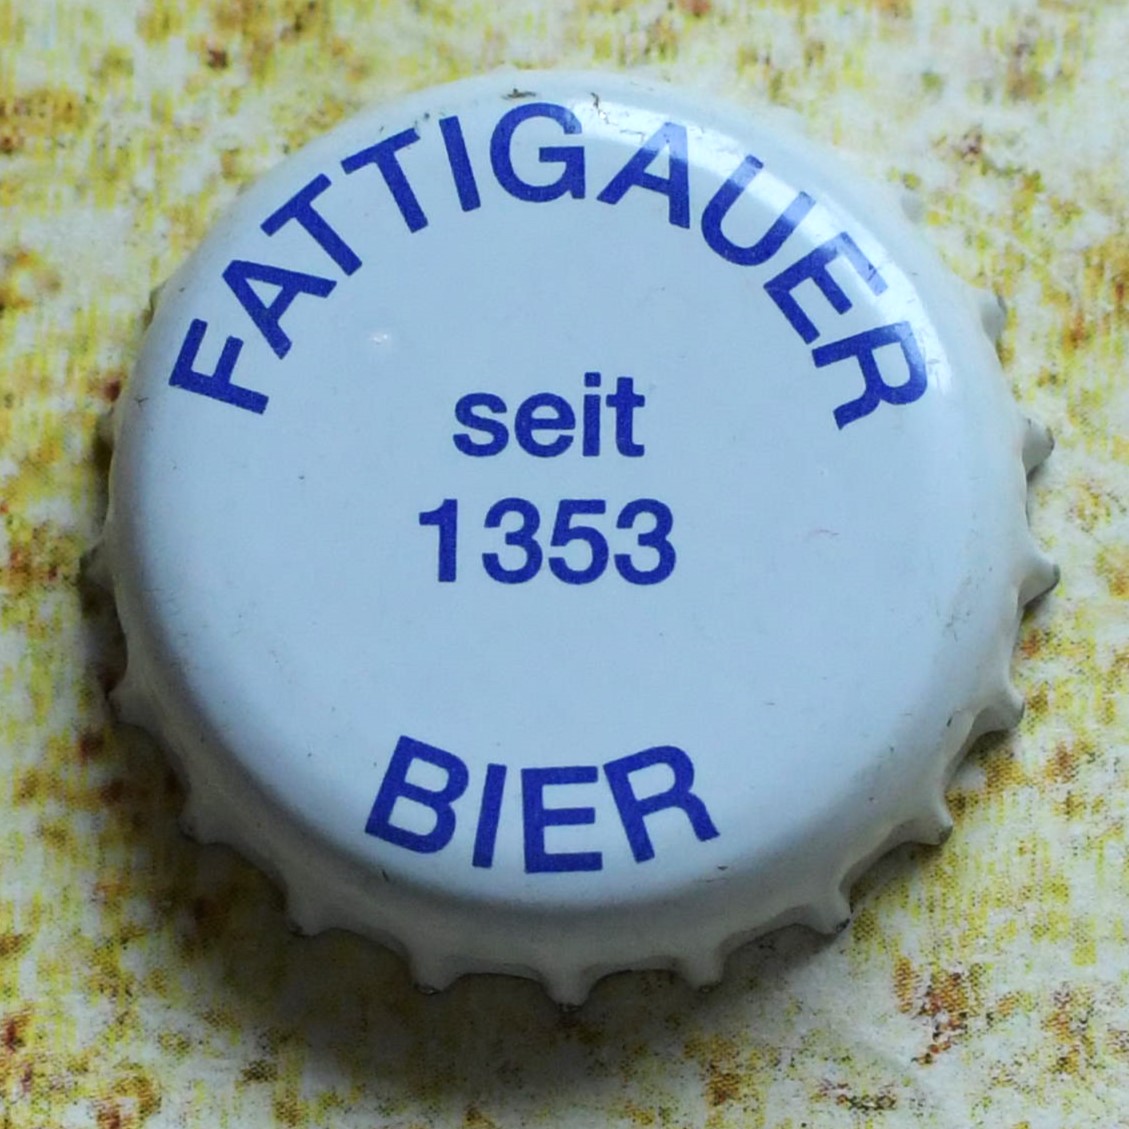 FATTIGAUER
seit
1353
BIER